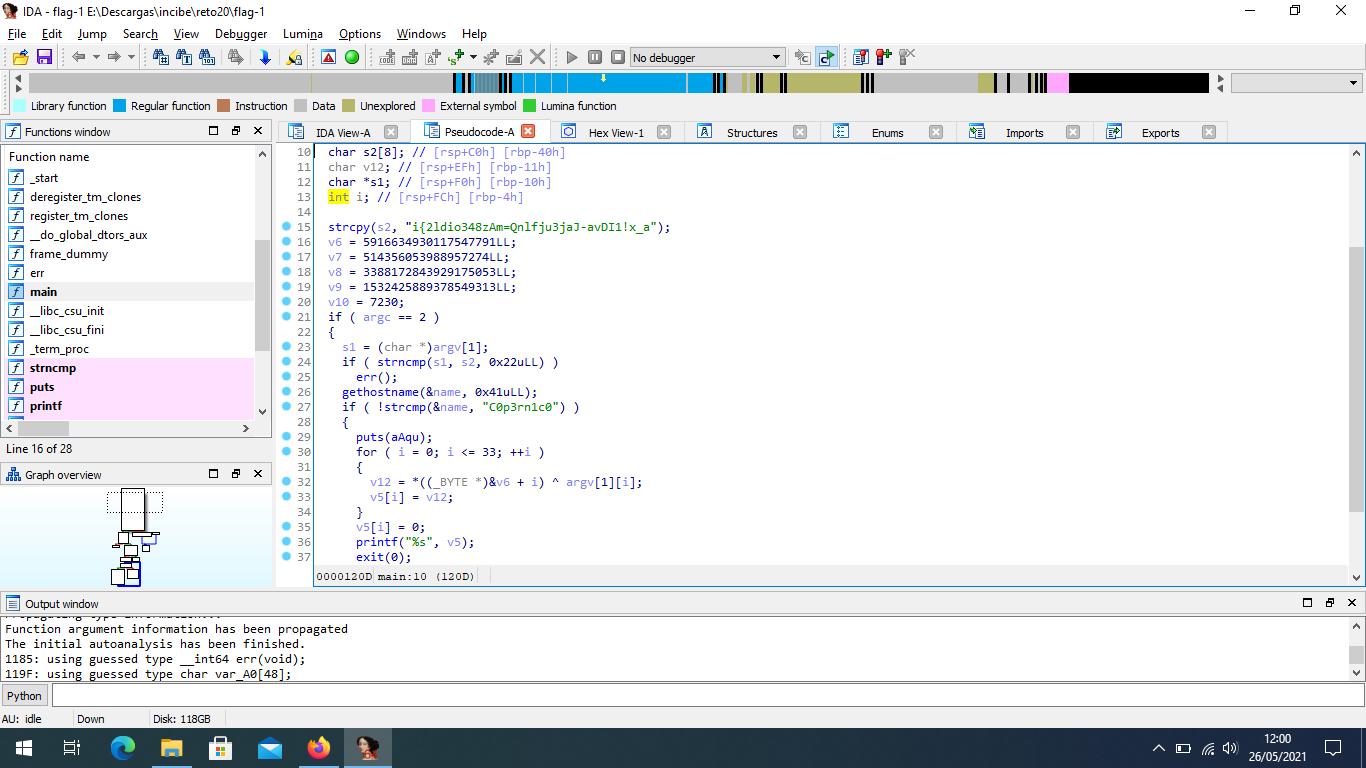 IDA - flag-1 E:\Descargas\incibe\reto20\flag-1
File Edit Jump Search View Debugger Lumina Options Windows Help
No debugger
Library function Regular function Instruction Data Unexplored External symbol Lumina function
Functions window
IDA View-A Pseudocode-A Hex View-1 Structures Enums Imports Exports
Function name
_start
deregister_tm_clones
register_tm_clones
__do_global_dtors_aux
frame_dummy
err
main
__libc_csu_init
__libc_csu_fini
_term_proc
strncmp
puts
printf
Line 16 of 28
Graph overview
10 char s2[8]; // [rsp+C0h] [rbp-40h]
11 char v12; // [rsp+EFh] [rbp-11h]
12 char *s1; // [rsp+F0h] [rbp-10h]
13 int i; // [rsp+FCh] [rbp-4h]
14
15 strcpy(s2, "i{2ldio348zAm=Qnlfju3jaJ-avDI1!x_a");
16 v6 = 5916634930117547791LL;
17 v7 = 514356053988957274LL;
18 v8 = 3388172843929175053LL;
19 v9 = 1532425889378549313LL;
20 v10 = 7230;
21 if ( argc == 2 )
22 {
23 s1 = (char *)argv[1];
24 if ( strncmp(s1, s2, 0x22uLL) )
25 err();
26 gethostname(&name, 0x41uLL);
27 if ( !strcmp(&name, "C0p3rn1c0") )
28 {
29 puts(aAqu);
30 for ( i = 0; i <= 33; ++i )
31 {
32 v12 = *((_BYTE *)&v6 + i) ^ argv[1][i];
33 v5[i] = v12;
34 }
35 v5[i] = 0;
36 printf("%s", v5);
37 exit(0);
0000120D main:10 (120D)
Output window
Function argument information has been propagated
The initial autoanalysis has been finished.
1185: using guessed type __int64 err(void);
119F: using guessed type char var_A0[48];
Python
AU: idle Down Disk: 118GB
12:00
26/05/2021